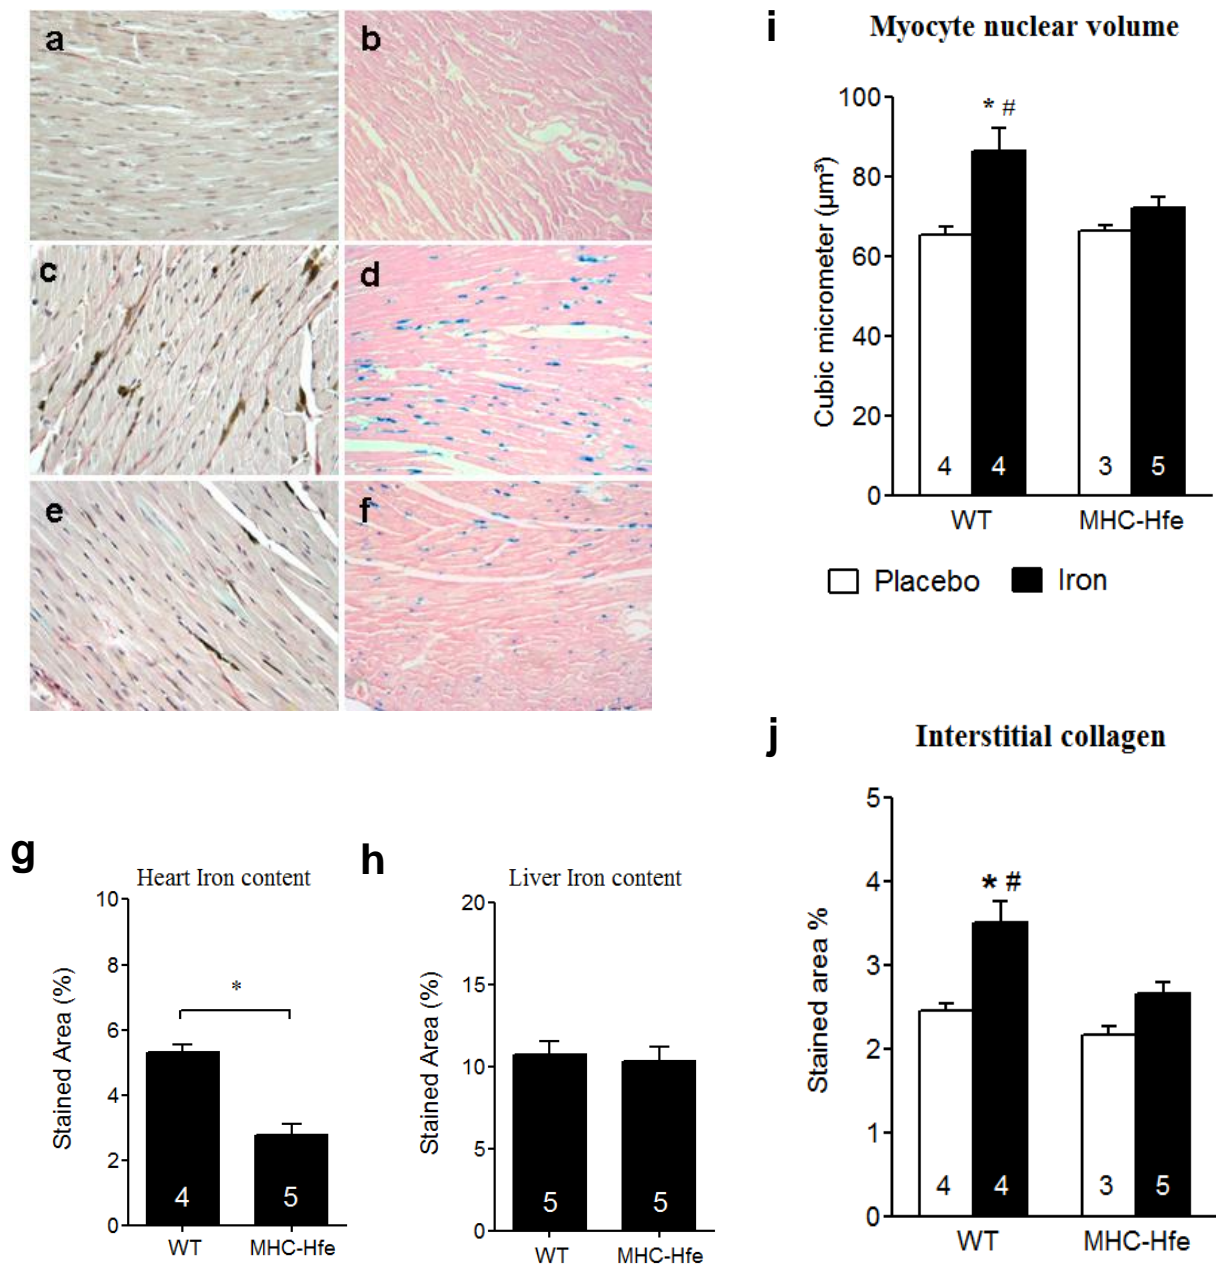 a
b
c
d
e
f
g
Heart Iron content
Stained Area (%)
10
8
6
4
2
0
*
4
5
WT
MHC-Hfe
h
Liver Iron content
Stained Area (%)
20
15
10
5
0
5
5
WT
MHC-Hfe
i
Myocyte nuclear volume
Cubic micrometer (μm³)
100
80
60
40
20
0
* #
4
4
3
5
WT
MHC-Hfe
Placebo
Iron
j
Interstitial collagen
Stained area %
5
4
3
2
1
0
* #
4
4
3
5
WT
MHC-Hfe